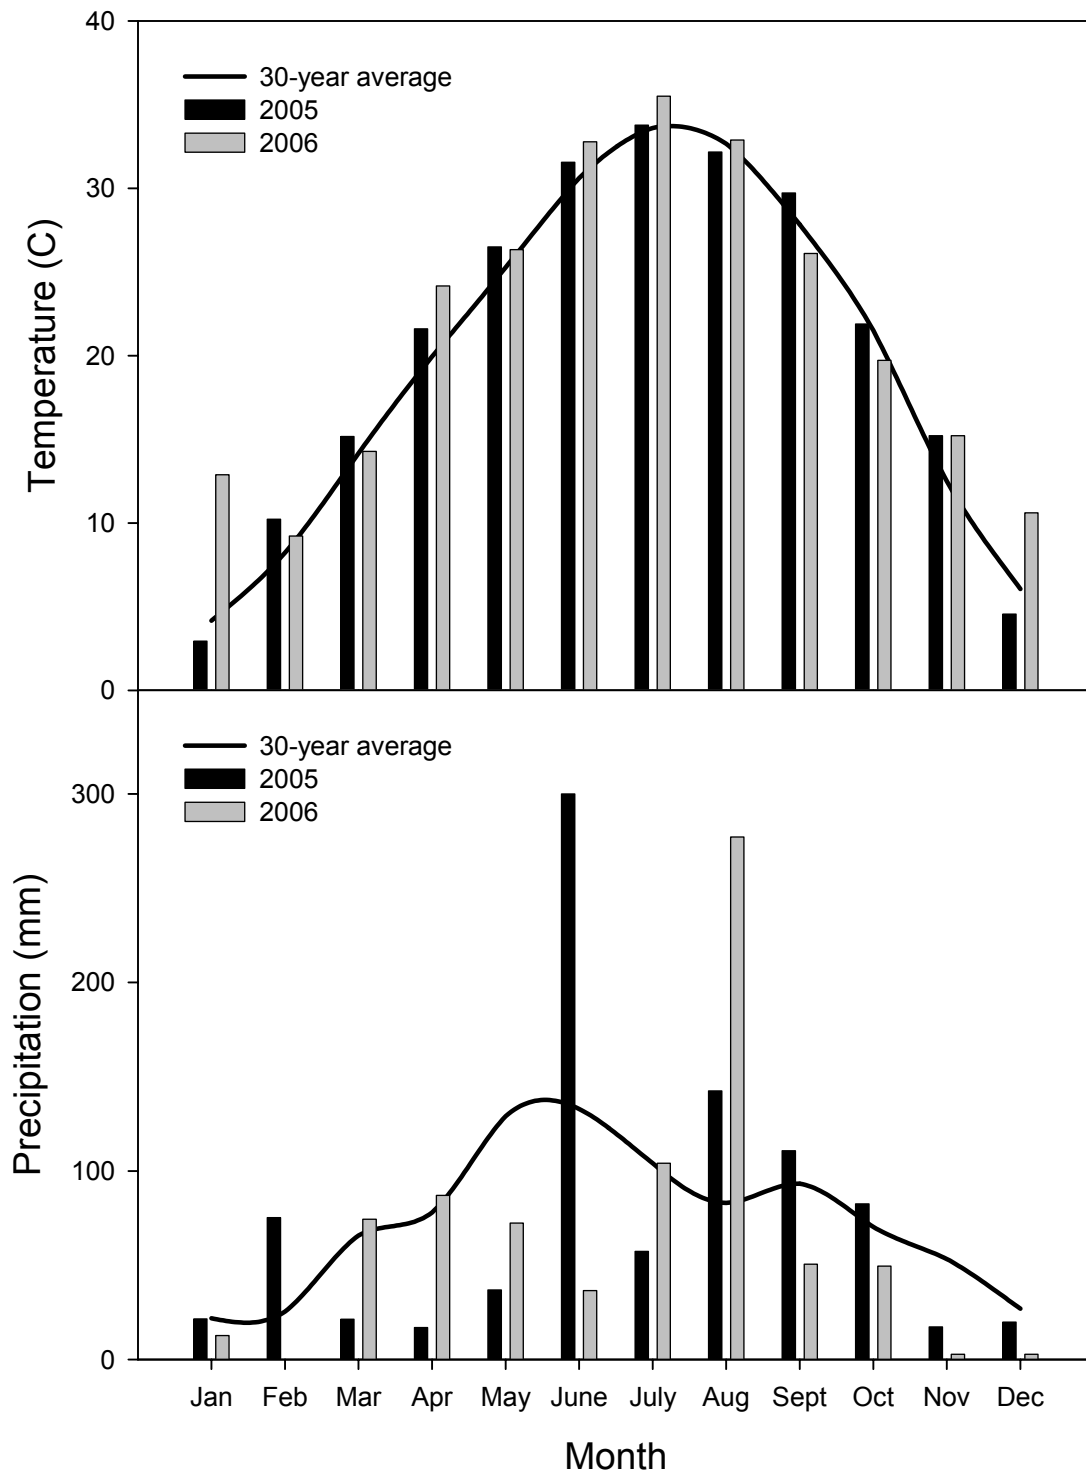 40
30-year average
2005
2006
30
20
10
0
Temperature (C)
30-year average
2005
2006
300
200
100
0
Precipitation (mm)
Jan Feb Mar Apr May June July Aug Sept Oct Nov Dec
Month